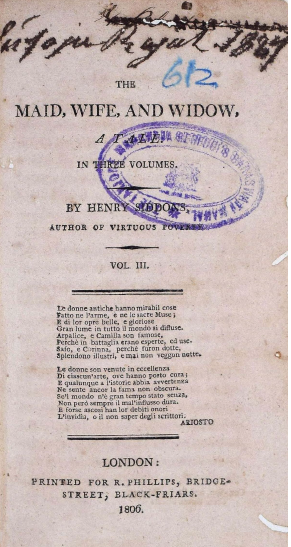 1827
612
THE
MAID, WIFE, AND WIDOW,
A TALE,
IN THREE VOLUMES.
BY HENRY SIDDONS,
AUTHOR OF VIRTUOUS POVERTY.
VOL III.
Le donne antiche hanno mirabil cose
Fatto ne l'arme, e ne le sacre Muse;
E di lor opre belle, e gloriose
Gran lume in tutto il mondo si diffuse.
Arpalice, e Camilla son famose,
Perchè in battaglia erano esperte, ed use.
Safo, e Corinna, perchè furon dotte,
Splendono illustri, e mai non veggon notte.
Le donne son venute in eccellenza
Di ciascun'arte, ove hanno posto cura;
E qualunque a l'istorie abbia avvertenza
Ne sente ancor la fama non obscura.
Se'l mondo n'è gran tempo stato senza,
Non però sempre il mal'influsso dura.
E forse ascosi han lor debiti onori
L'invidia, o il non saper degli scrittori.
ARIOSTO
LONDON:
PRINTED FOR R. PHILLIPS, BRIDGE-
STREET, BLACK-FRIARS.
1806.